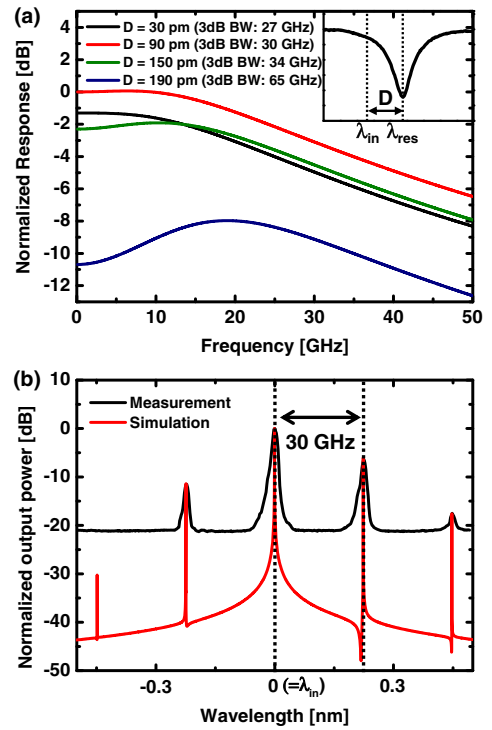 (a)
Normalized Response [dB]
4
2
0
-2
-4
-6
-8
-10
-12
D = 30 pm (3dB BW: 27 GHz)
D = 90 pm (3dB BW: 30 GHz)
D = 150 pm (3dB BW: 34 GHz)
D = 190 pm (3dB BW: 65 GHz)
D
λin λres
0 10 20 30 40 50
Frequency [GHz]
(b)
Normalized output power [dB]
10
0
-10
-20
-30
-40
-50
Measurement
Simulation
30 GHz
-0.3 0 (=λin) 0.3
Wavelength [nm]